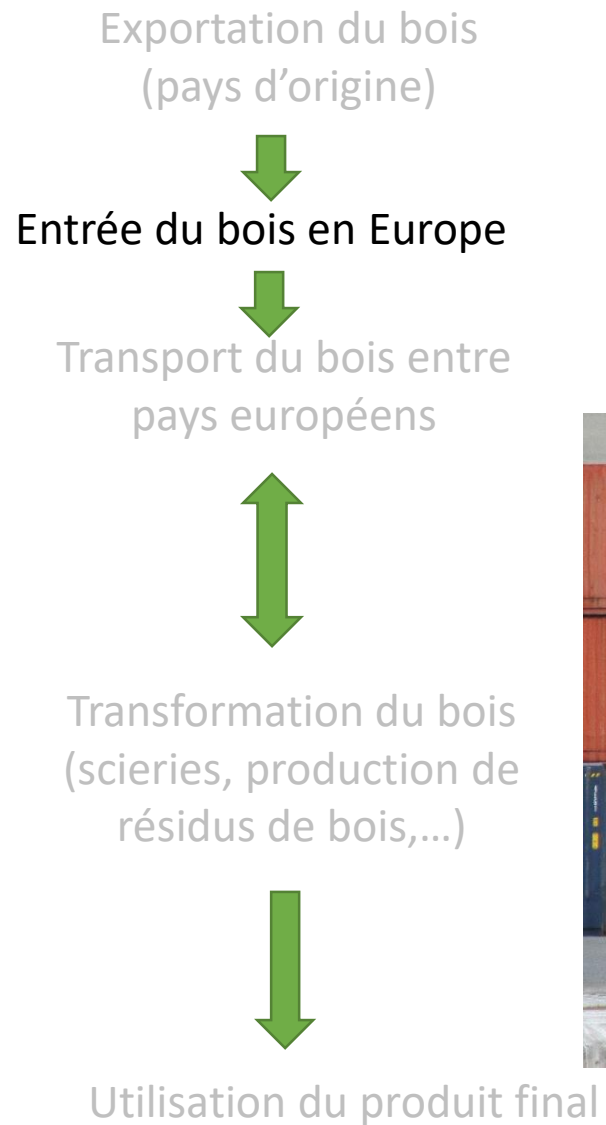 Exportation du bois
(pays d’origine)
Entrée du bois en Europe
Transport du bois entre
pays européens
Transformation du bois
(scieries, production de
résidus de bois,…)
Utilisation du produit final